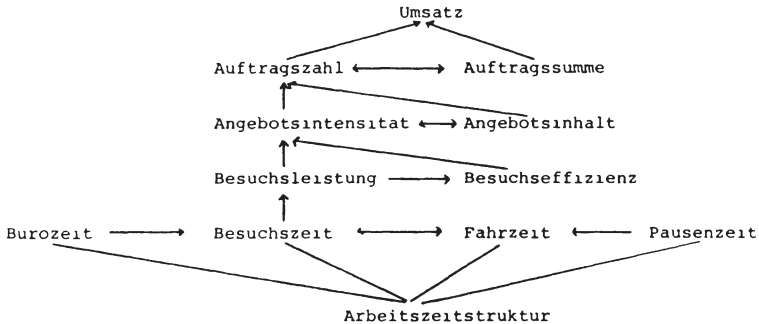 Umsatz
Auftragszahl Auftragssumme
Angebotsintensitat Angebotsinhalt
Besuchsleistung Besuchseffizienz
Burozeit Besuchszeit Fahrzeit Pausenzeit
Arbeitszeitstruktur